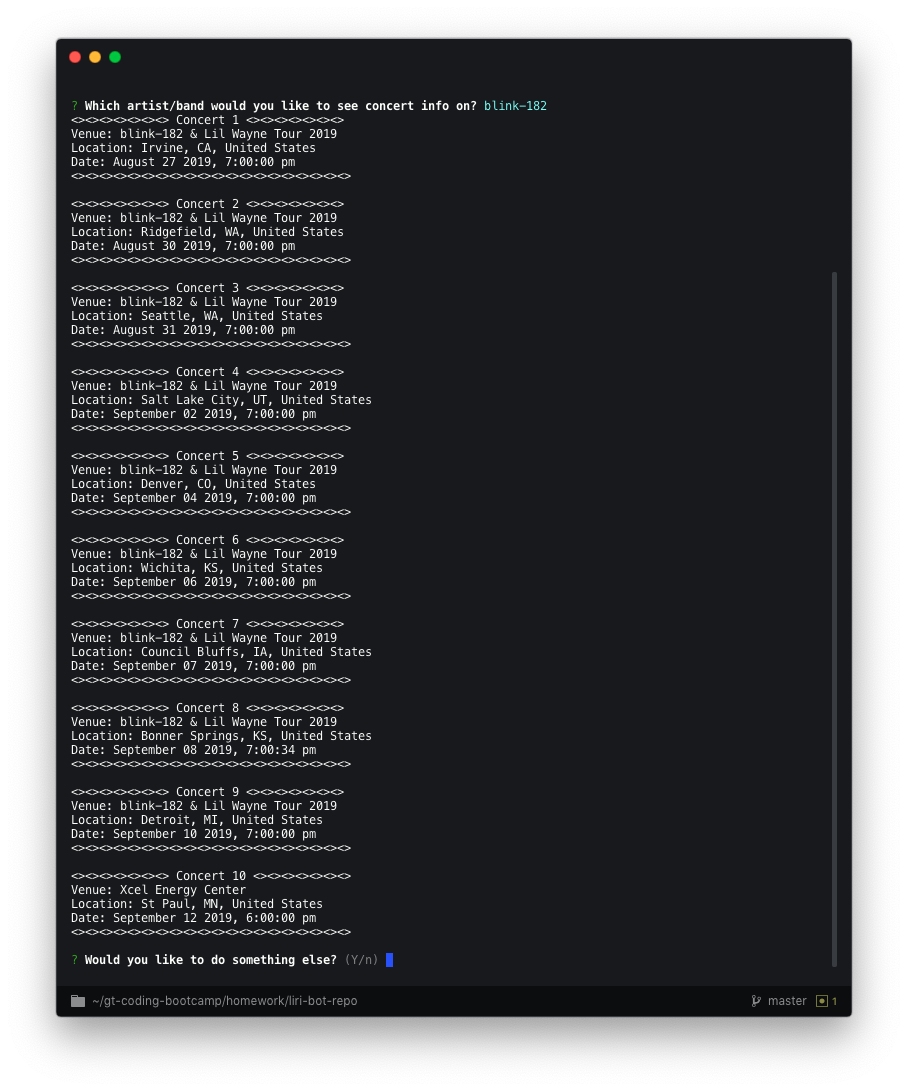 ? Which artist/band would you like to see concert info on? blink-182
<><><><><><><> Concert 1 <><><><><><><>
Venue: blink-182 & Lil Wayne Tour 2019
Location: Irvine, CA, United States
Date: August 27 2019, 7:00:00 pm
<><><><><><><><><><><><><><><><><><><><>
<><><><><><><> Concert 2 <><><><><><><>
Venue: blink-182 & Lil Wayne Tour 2019
Location: Ridgefield, WA, United States
Date: August 30 2019, 7:00:00 pm
<><><><><><><><><><><><><><><><><><><><>
<><><><><><><> Concert 3 <><><><><><><>
Venue: blink-182 & Lil Wayne Tour 2019
Location: Seattle, WA, United States
Date: August 31 2019, 7:00:00 pm
<><><><><><><><><><><><><><><><><><><><>
<><><><><><><> Concert 4 <><><><><><><>
Venue: blink-182 & Lil Wayne Tour 2019
Location: Salt Lake City, UT, United States
Date: September 02 2019, 7:00:00 pm
<><><><><><><><><><><><><><><><><><><><>
<><><><><><><> Concert 5 <><><><><><><>
Venue: blink-182 & Lil Wayne Tour 2019
Location: Denver, CO, United States
Date: September 04 2019, 7:00:00 pm
<><><><><><><><><><><><><><><><><><><><>
<><><><><><><> Concert 6 <><><><><><><>
Venue: blink-182 & Lil Wayne Tour 2019
Location: Wichita, KS, United States
Date: September 06 2019, 7:00:00 pm
<><><><><><><><><><><><><><><><><><><><>
<><><><><><><> Concert 7 <><><><><><><>
Venue: blink-182 & Lil Wayne Tour 2019
Location: Council Bluffs, IA, United States
Date: September 07 2019, 7:00:00 pm
<><><><><><><><><><><><><><><><><><><><>
<><><><><><><> Concert 8 <><><><><><><>
Venue: blink-182 & Lil Wayne Tour 2019
Location: Bonner Springs, KS, United States
Date: September 08 2019, 7:00:34 pm
<><><><><><><><><><><><><><><><><><><><>
<><><><><><><> Concert 9 <><><><><><><>
Venue: blink-182 & Lil Wayne Tour 2019
Location: Detroit, MI, United States
Date: September 10 2019, 7:00:00 pm
<><><><><><><><><><><><><><><><><><><><>
<><><><><><><> Concert 10 <><><><><><><>
Venue: Xcel Energy Center
Location: St Paul, MN, United States
Date: September 12 2019, 6:00:00 pm
<><><><><><><><><><><><><><><><><><><><>
? Would you like to do something else? (Y/n)
~/gt-coding-bootcamp/homework/liri-bot-repo master 1